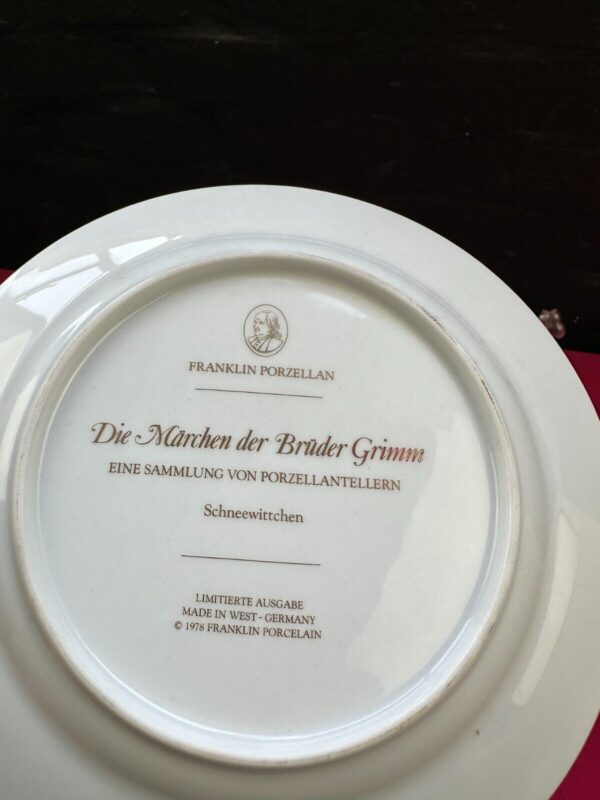 FRANKLIN PORZELLAN
Die Märchen der Brüder Grimm
EINE SAMMLUNG VON PORZELLANTELLERN
Schneewittchen
LIMITIERTE AUSGABE
MADE IN WEST-GERMANY
© 1978 FRANKLIN PORCELAIN